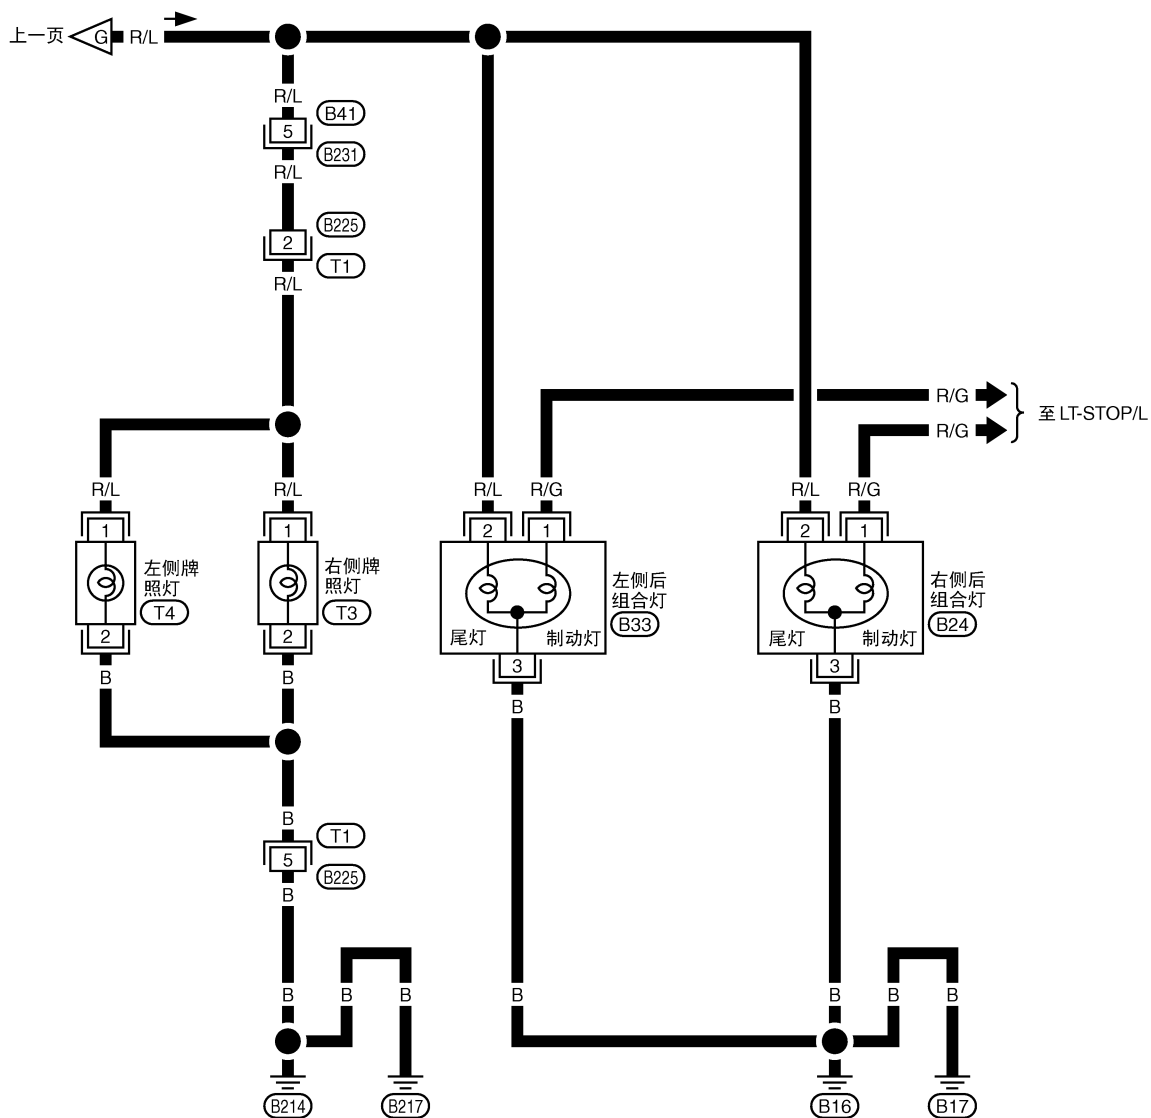 上一页 G R/L
R/L
B41
5
B231
R/L
B225
2
T1
R/L
R/G
R/G
至 LT-STOP/L
R/L R/L R/L R/G R/L R/G
1 1 2 1 2 1
左侧牌
照灯
T4
右侧牌
照灯
T3
左侧后
组合灯
B33
右侧后
组合灯
B24
尾灯 制动灯 尾灯 制动灯
2 2 3 3
B B B B
B
T1
5
B225
B
B B B B B B B
B214 B217 B16 B17